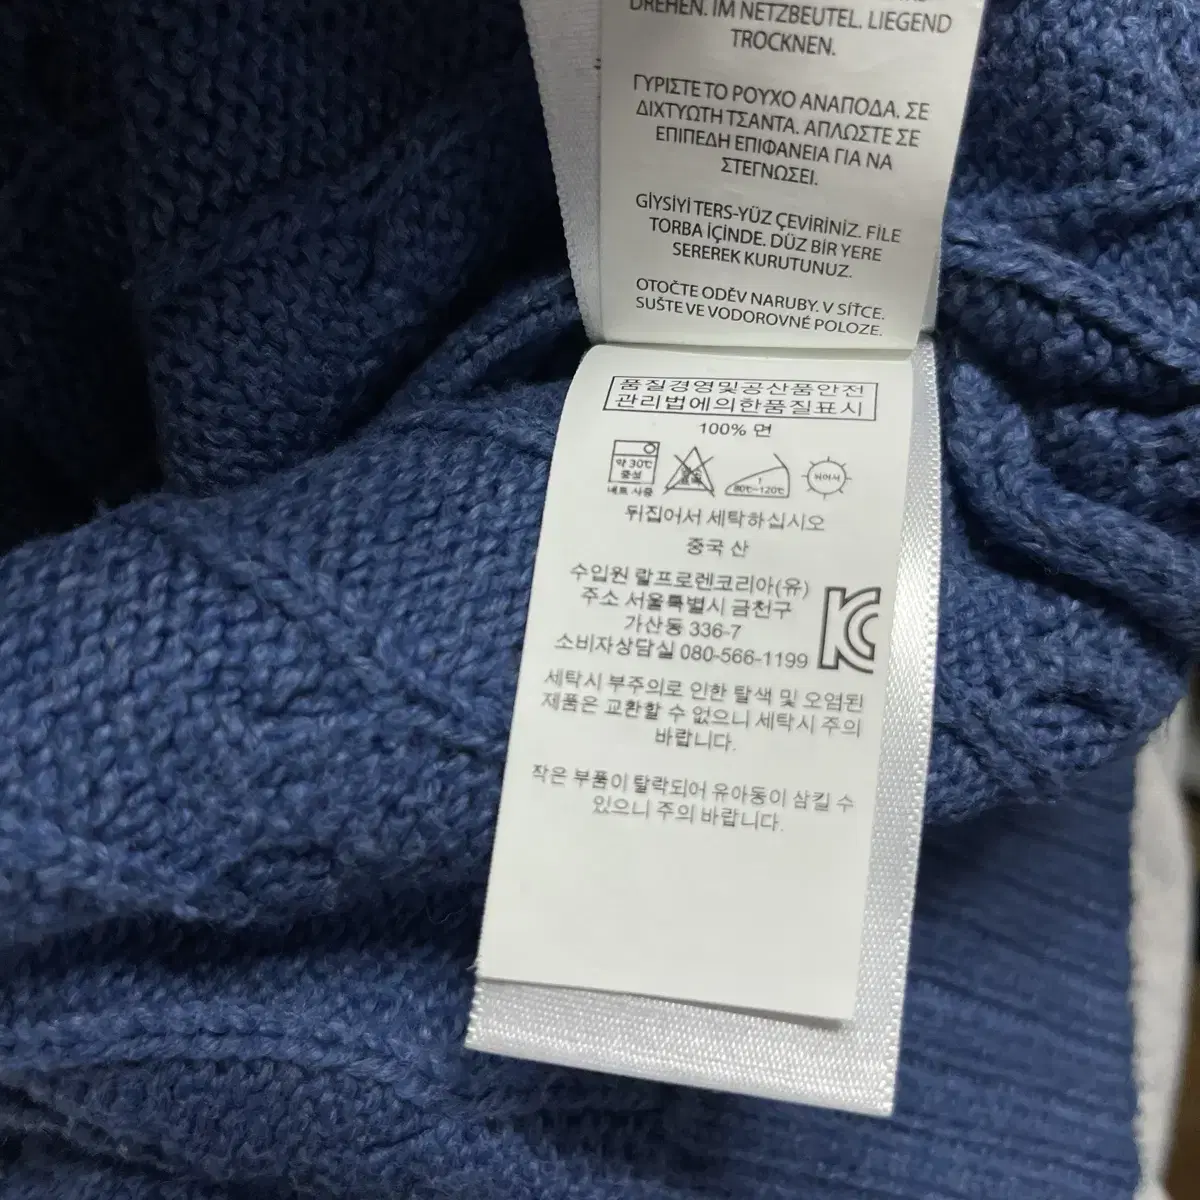 DREHEN. IM NETZBEUTEL. LIEGEND
TROCKNEN.
ΓΥΡΙΣΤΕ ΤΟ ΡΟΥΧΟ ΑΝΑΠΟΔΑ. ΣΕ
ΔΙΧΤΥΩΤΗ ΤΣΑΝΤΑ. ΑΠΛΩΣΤΕ ΣΕ
ΕΠΙΠΕΔΗ ΕΠΙΦΑΝΕΙΑ ΓΙΑ ΝΑ
ΣΤΕΓΝΩΣΕΙ.
GİYSİYİ TERS-YÜZ ÇEVİRİNİZ. FİLE
TORBA İÇİNDE. DÜZ BİR YERE
SEREREK KURUTUNUZ.
OTOČTE ODĚV NARUBY. V SÍŤCE.
SUŠTE VE VODOROVNÉ POLOZE.
품질경영및공산품안전
관리법에의한품질표시
100% 면
약 30℃
중성
네트 사용
80℃~120℃
뉘어서
뒤집어서 세탁하십시오
중국 산
수입원 랄프로렌코리아(유)
주소 서울특별시 금천구
가산동 336-7
소비자상담실 080-566-1199
세탁시 부주의로 인한 탈색 및 오염된
제품은 교환할 수 없으니 세탁시 주의
바랍니다.
작은 부품이 탈락되어 유아동이 삼킬 수
있으니 주의 바랍니다.